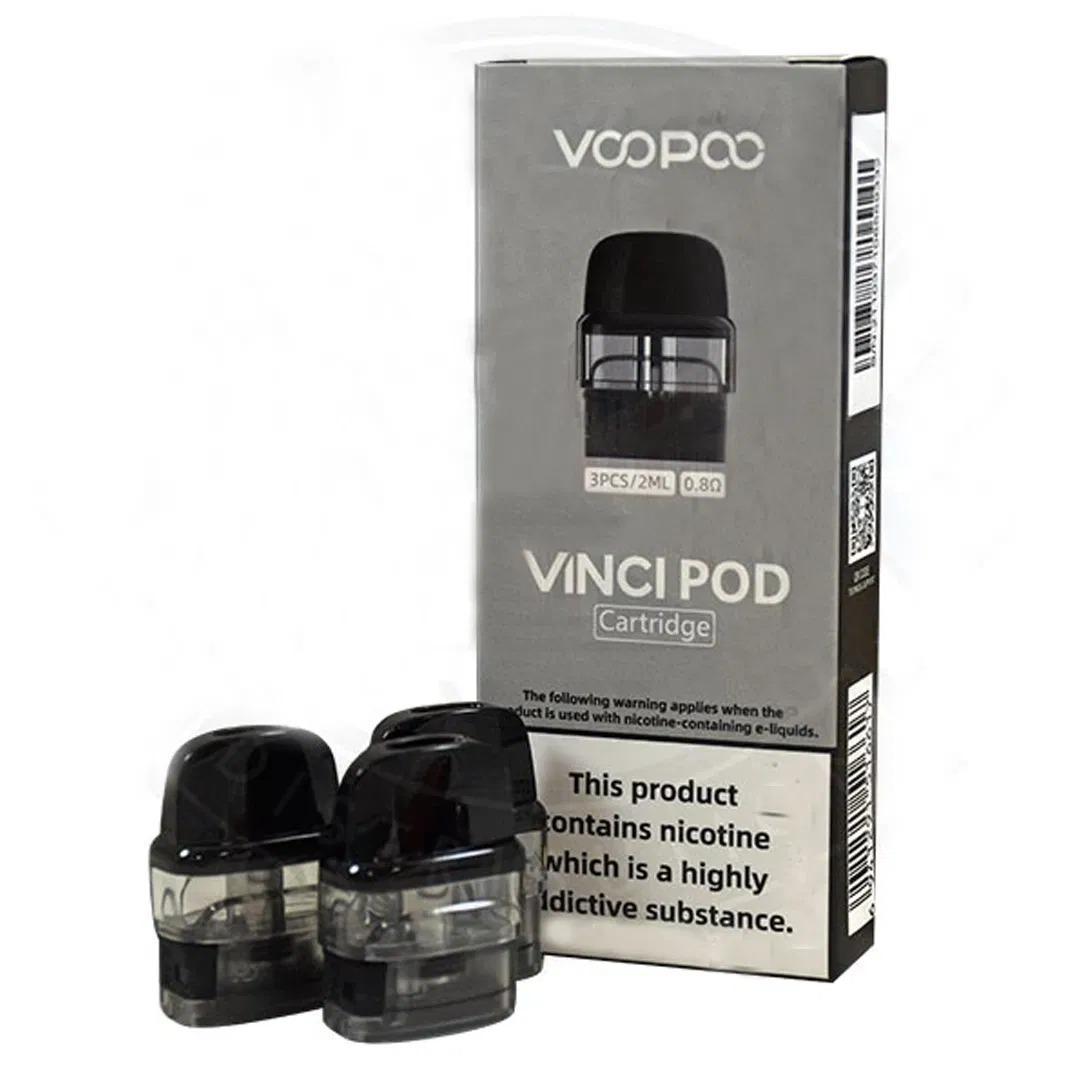 VOOPOO
3PCS/2ML 0.8Ω
VINCI POD
Cartridge
The following warning applies when the
duct is used with nicotine-containing e-liquids.
This product
contains nicotine
which is a highly
ddictive substance.